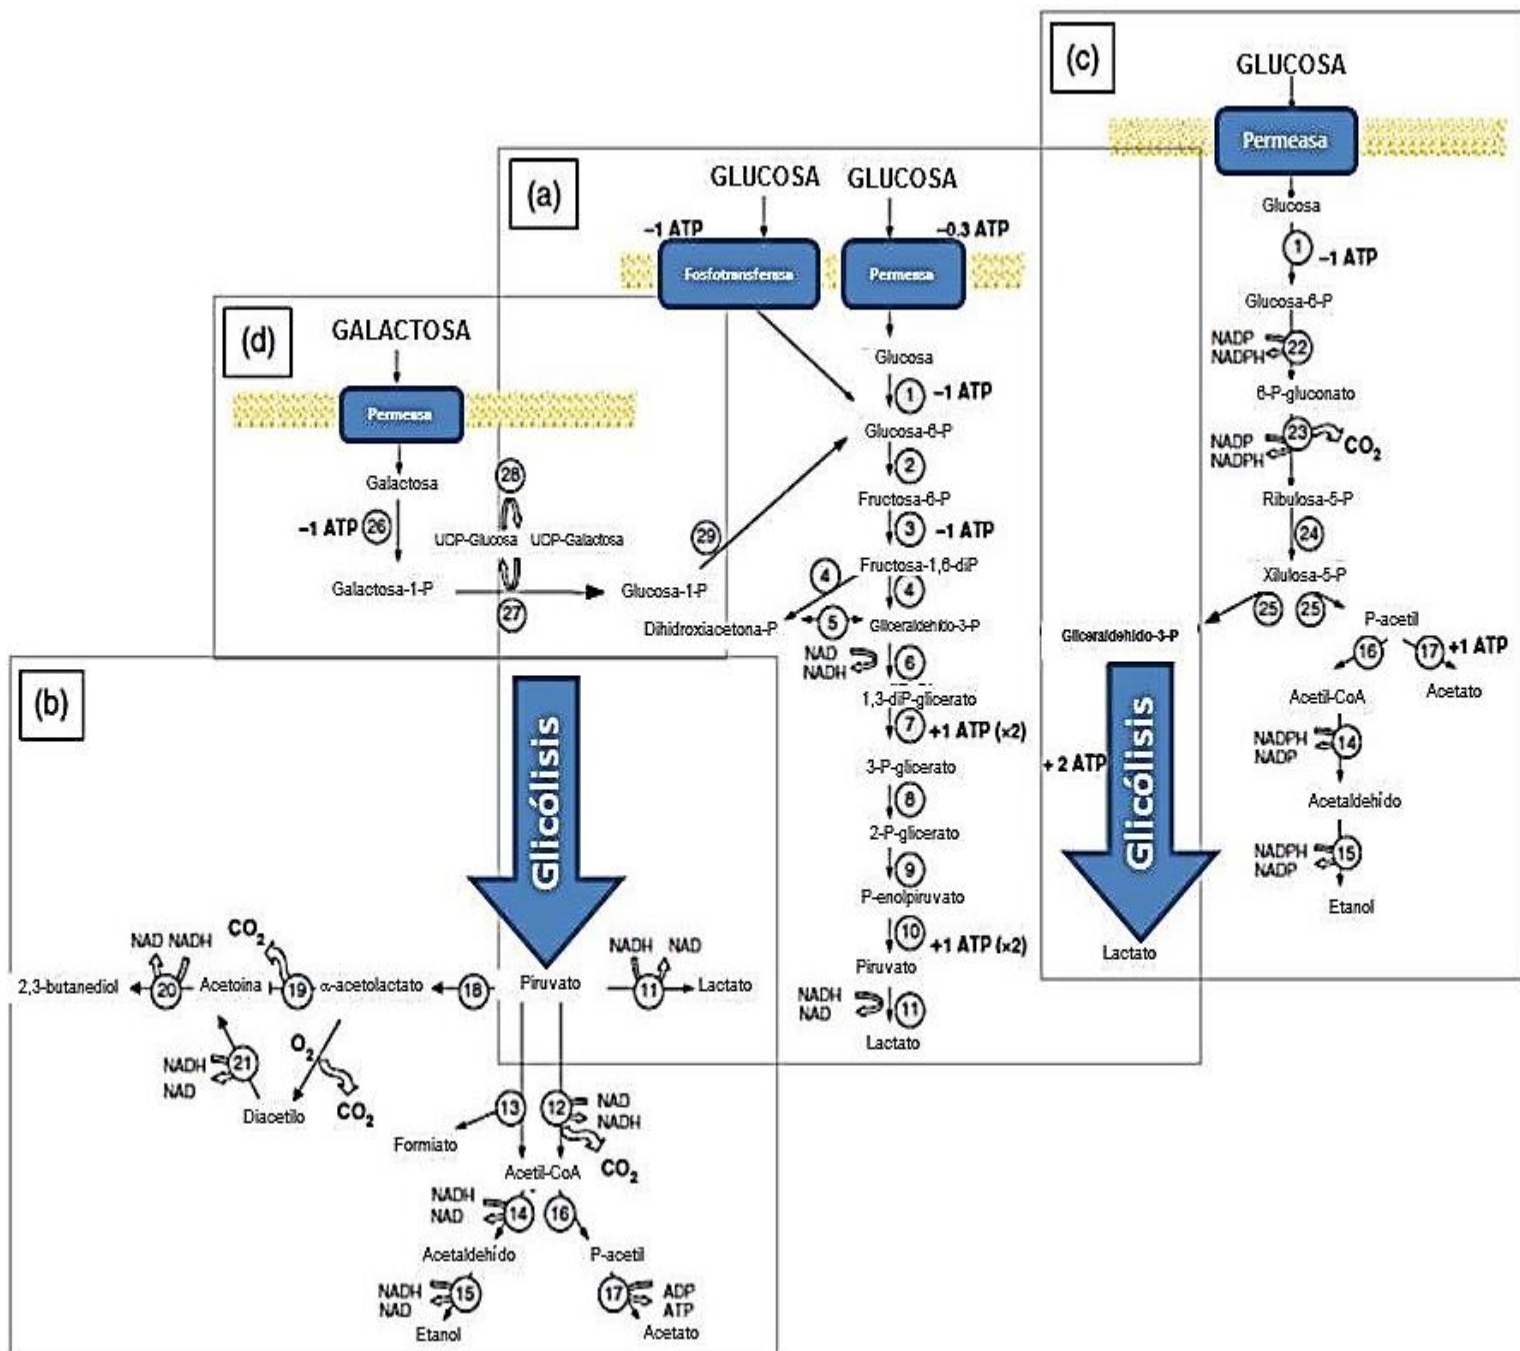 (c)
GLUCOSA
Permeasa
Glucosa
1
–1 ATP
Glucosa-6-P
NADP
NADPH
22
6-P-gluconato
NADP
NADPH
23
CO2
Ribulosa-5-P
24
Xilulosa-5-P
25 25
Gliceraldehido-3-P
P-acetil
16 17 +1 ATP
Acetil-CoA
Acetato
NADPH
NADP
14
Acetaldehído
NADPH
NADP
15
Etanol
+ 2 ATP
Glicólisis
Lactato
(a)
GLUCOSA GLUCOSA
–1 ATP
–0.3 ATP
Fosfotransferasa
Permeasa
Glucosa
1 –1 ATP
Glucosa-6-P
2
Fructosa-6-P
3 –1 ATP
Fructosa-1,6-diP
4 4
Dihidroxiacetona-P
5
Gliceraldehído-3-P
NAD
NADH
6
1,3-diP-glicerato
7 +1 ATP (×2)
3-P-glicerato
8
2-P-glicerato
9
P-enolpiruvato
10 +1 ATP (×2)
Piruvato
NADH
NAD
11
Lactato
(d)
GALACTOSA
Permeasa
Galactosa
–1 ATP 26
28
UDP-Glucosa UDP-Galactosa
Galactosa-1-P
27
Glucosa-1-P
29
(b)
Glicólisis
Piruvato
NADH NAD
11
Lactato
18
α-acetolactato
19
CO2
Acetoina
NAD NADH
20
2,3-butanediol
O2
CO2
Diacetilo
NADH
NAD
21
13
Formiato
12
NAD
NADH
CO2
Acetil-CoA
NADH
NAD
14 16
Acetaldehído
P-acetil
NADH
NAD
15
Etanol
17
ADP
ATP
Acetato